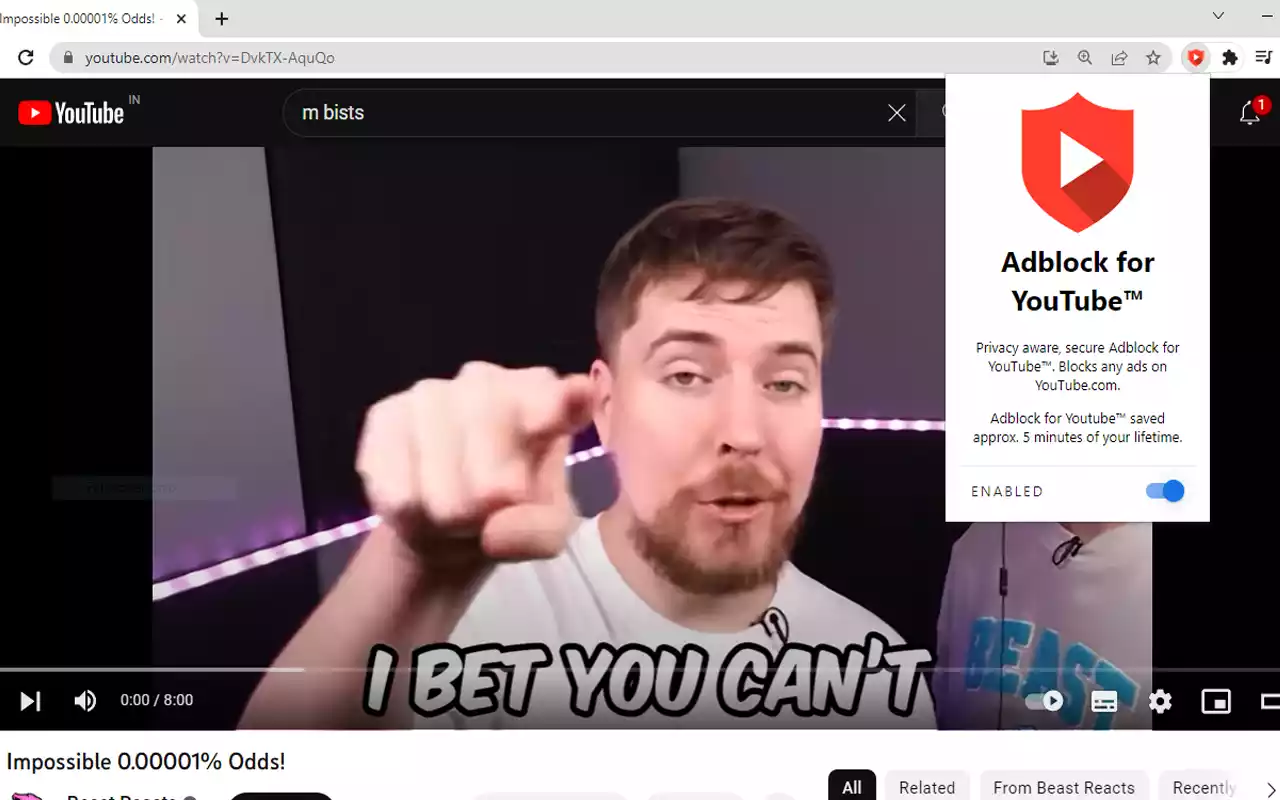 Impossible 0.00001% Odds! -
youtube.com/watch?v=DvkTX-AquQo
YouTube IN
m bists
1
Adblock for
YouTube™
Privacy aware, secure Adblock for
YouTube™. Blocks any ads on
YouTube.com.
Adblock for Youtube™ saved
approx. 5 minutes of your lifetime.
ENABLED
BEAST
I BET YOU CAN'T
0:00 / 8:00
Impossible 0.00001% Odds!
Beast Reacts
All
Related
From Beast Reacts
Recently